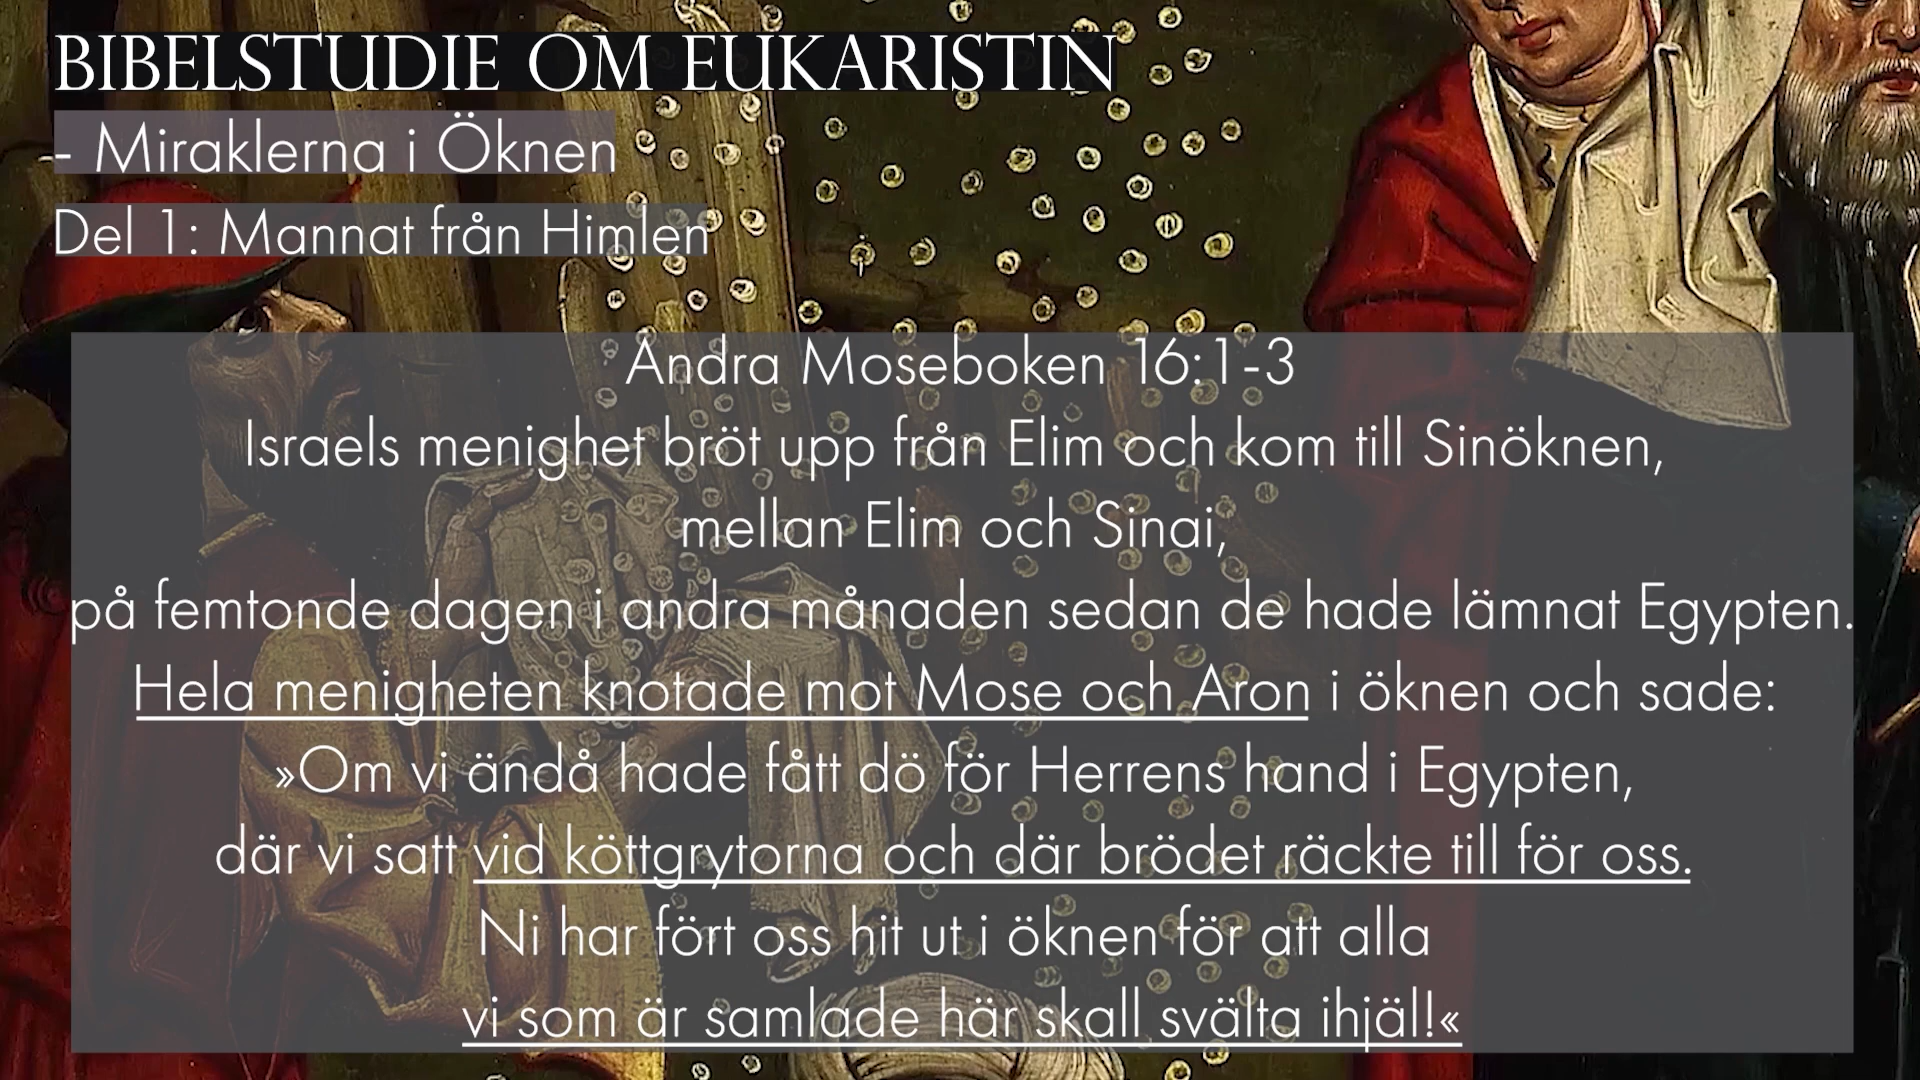 BIBELSTUDIE OM EUKARISTIN
- Miraklerna i Öknen
Del 1: Mannat från Himlen
Andra Moseboken 16:1-3
Israels menighet bröt upp från Elim och kom till Sinöknen,
mellan Elim och Sinai,
på femtonde dagen i andra månaden sedan de hade lämnat Egypten.
Hela menigheten knotade mot Mose och Aron i öknen och sade:
»Om vi ändå hade fått dö för Herrens hand i Egypten,
där vi satt vid köttgrytorna och där brödet räckte till för oss.
Ni har fört oss hit ut i öknen för att alla
vi som är samlade här skall svälta ihjäl!«